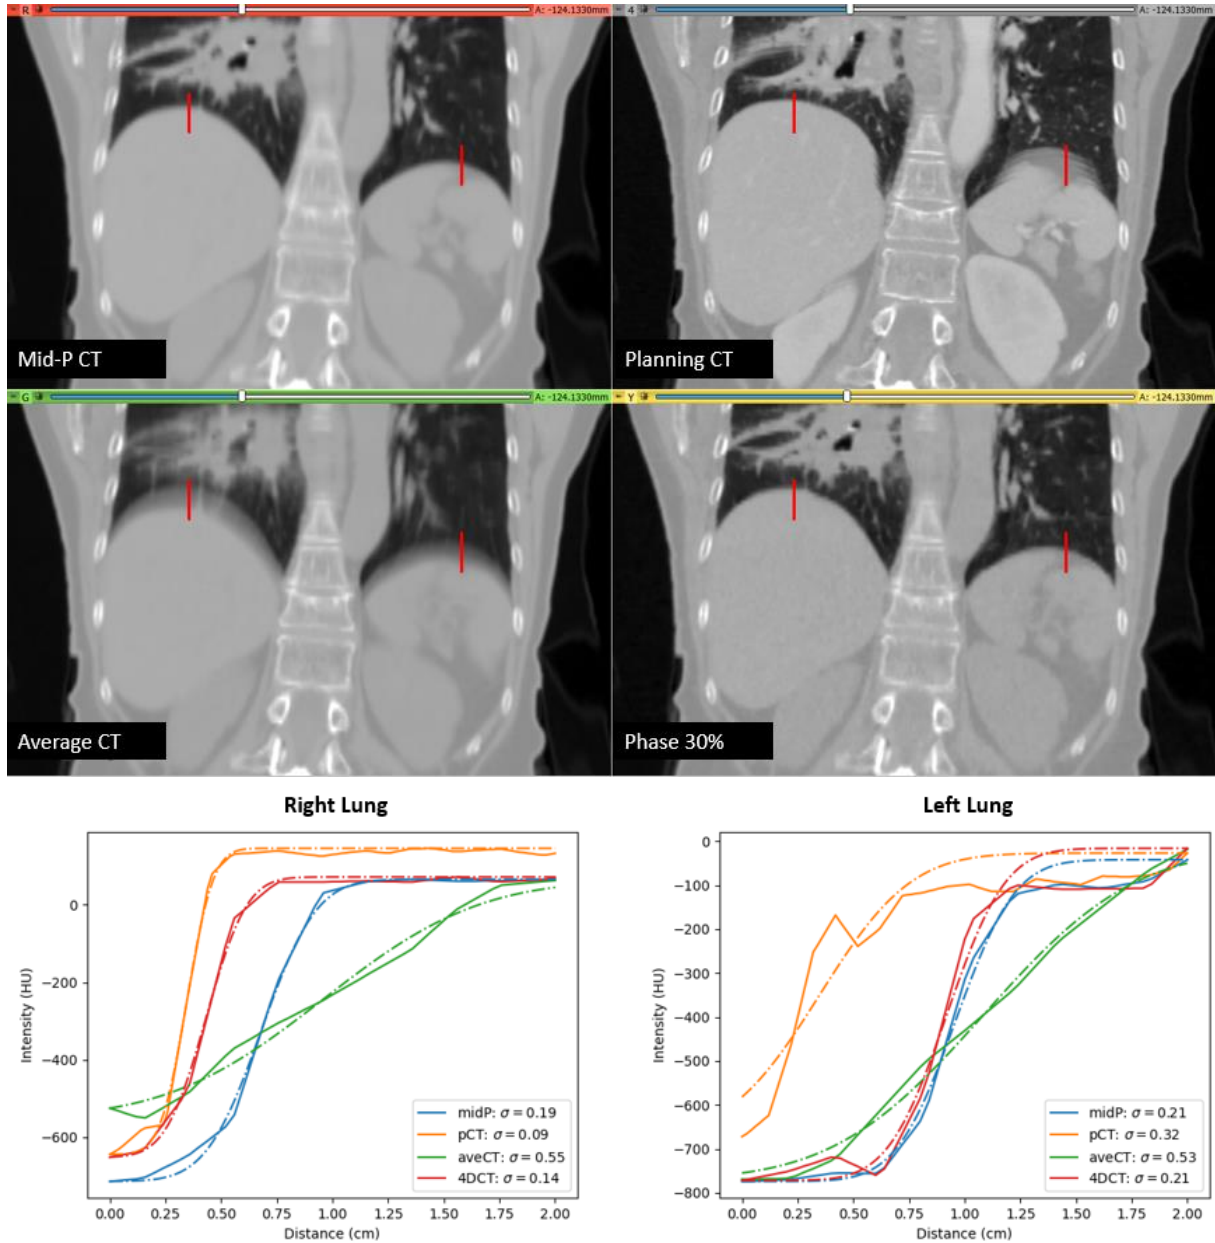 R A: -124.1330mm
4 A: -124.1330mm
Mid-P CT
Planning CT
G A: -124.1330mm
Y A: -124.1330mm
Average CT
Phase 30%
Right Lung
0
−200
−400
−600
Intensity (HU)
midP: σ = 0.19
pCT: σ = 0.09
aveCT: σ = 0.55
4DCT: σ = 0.14
0.00 0.25 0.50 0.75 1.00 1.25 1.50 1.75 2.00
Distance (cm)
Left Lung
0
−100
−200
−300
−400
−500
−600
−700
−800
Intensity (HU)
midP: σ = 0.21
pCT: σ = 0.32
aveCT: σ = 0.53
4DCT: σ = 0.21
0.00 0.25 0.50 0.75 1.00 1.25 1.50 1.75 2.00
Distance (cm)